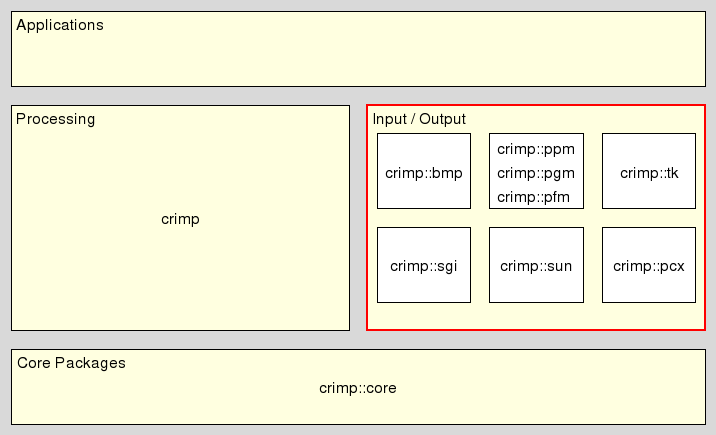 Applications
Processing
crimp
Input / Output
crimp::bmp
crimp::ppm
crimp::pgm
crimp::pfm
crimp::tk
crimp::sgi
crimp::sun
crimp::pcx
Core Packages
crimp::core